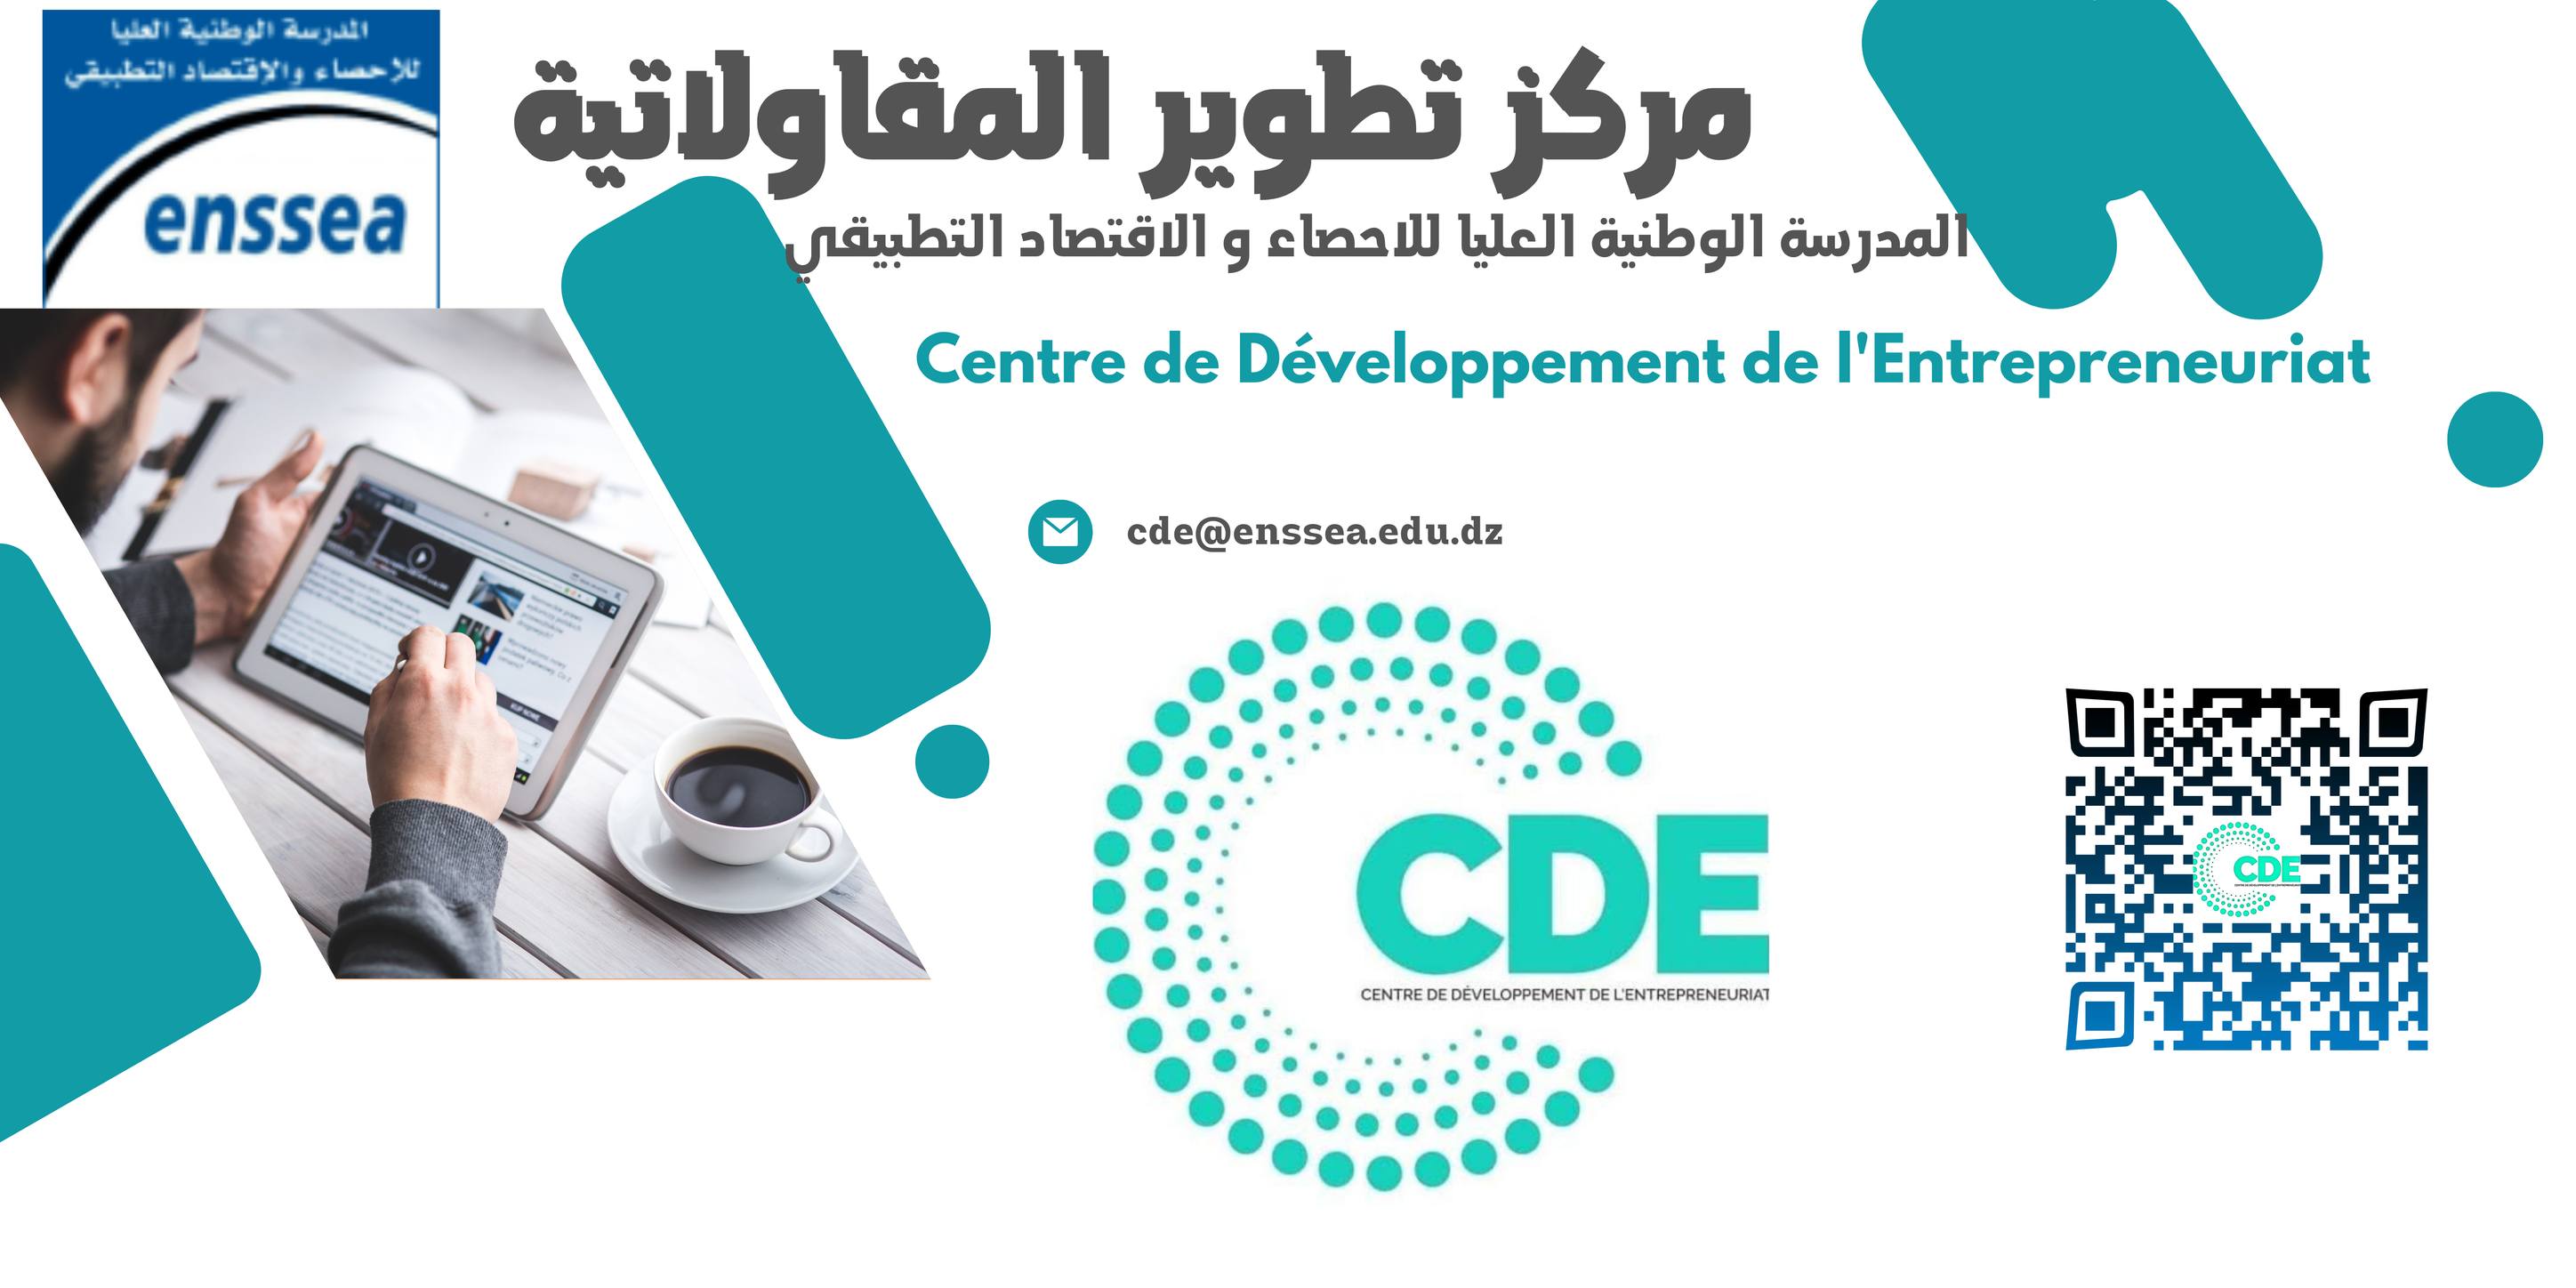 المدرسة الوطنية العليا
للإحصاء والإقتصاد التطبيقي
enssea
مركز تطوير المقاولاتية
المدرسة الوطنية العليا للاحصاء و الاقتصاد التطبيقي
Centre de Développement de l'Entrepreneuriat
cde@enssea.edu.dz
CDE
CENTRE DE DÉVELOPPEMENT DE L'ENTREPRENEURIAT
CDE